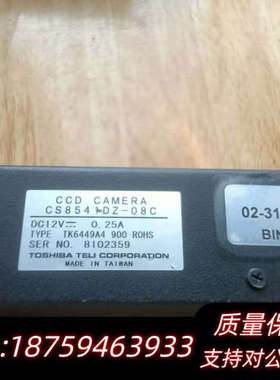 CCD CAMERA
CS8541DZ-08C
DC12V⎓ 0.25A
TYPE TK6449A4 900 ROHS
SER NO. 8102359
TOSHIBA TELI CORPORATION
MADE IN TAIWAN
02-31
BIN
质量保
:18759463933
支持对公